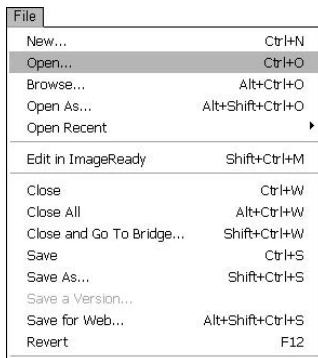 File
New... Ctrl+N
Open... Ctrl+O
Browse... Alt+Ctrl+O
Open As... Alt+Shift+Ctrl+O
Open Recent
Edit in ImageReady Shift+Ctrl+M
Close Ctrl+W
Close All Alt+Ctrl+W
Close and Go To Bridge... Shift+Ctrl+W
Save Ctrl+S
Save As... Shift+Ctrl+S
Save a Version...
Save for Web... Alt+Shift+Ctrl+S
Revert F12